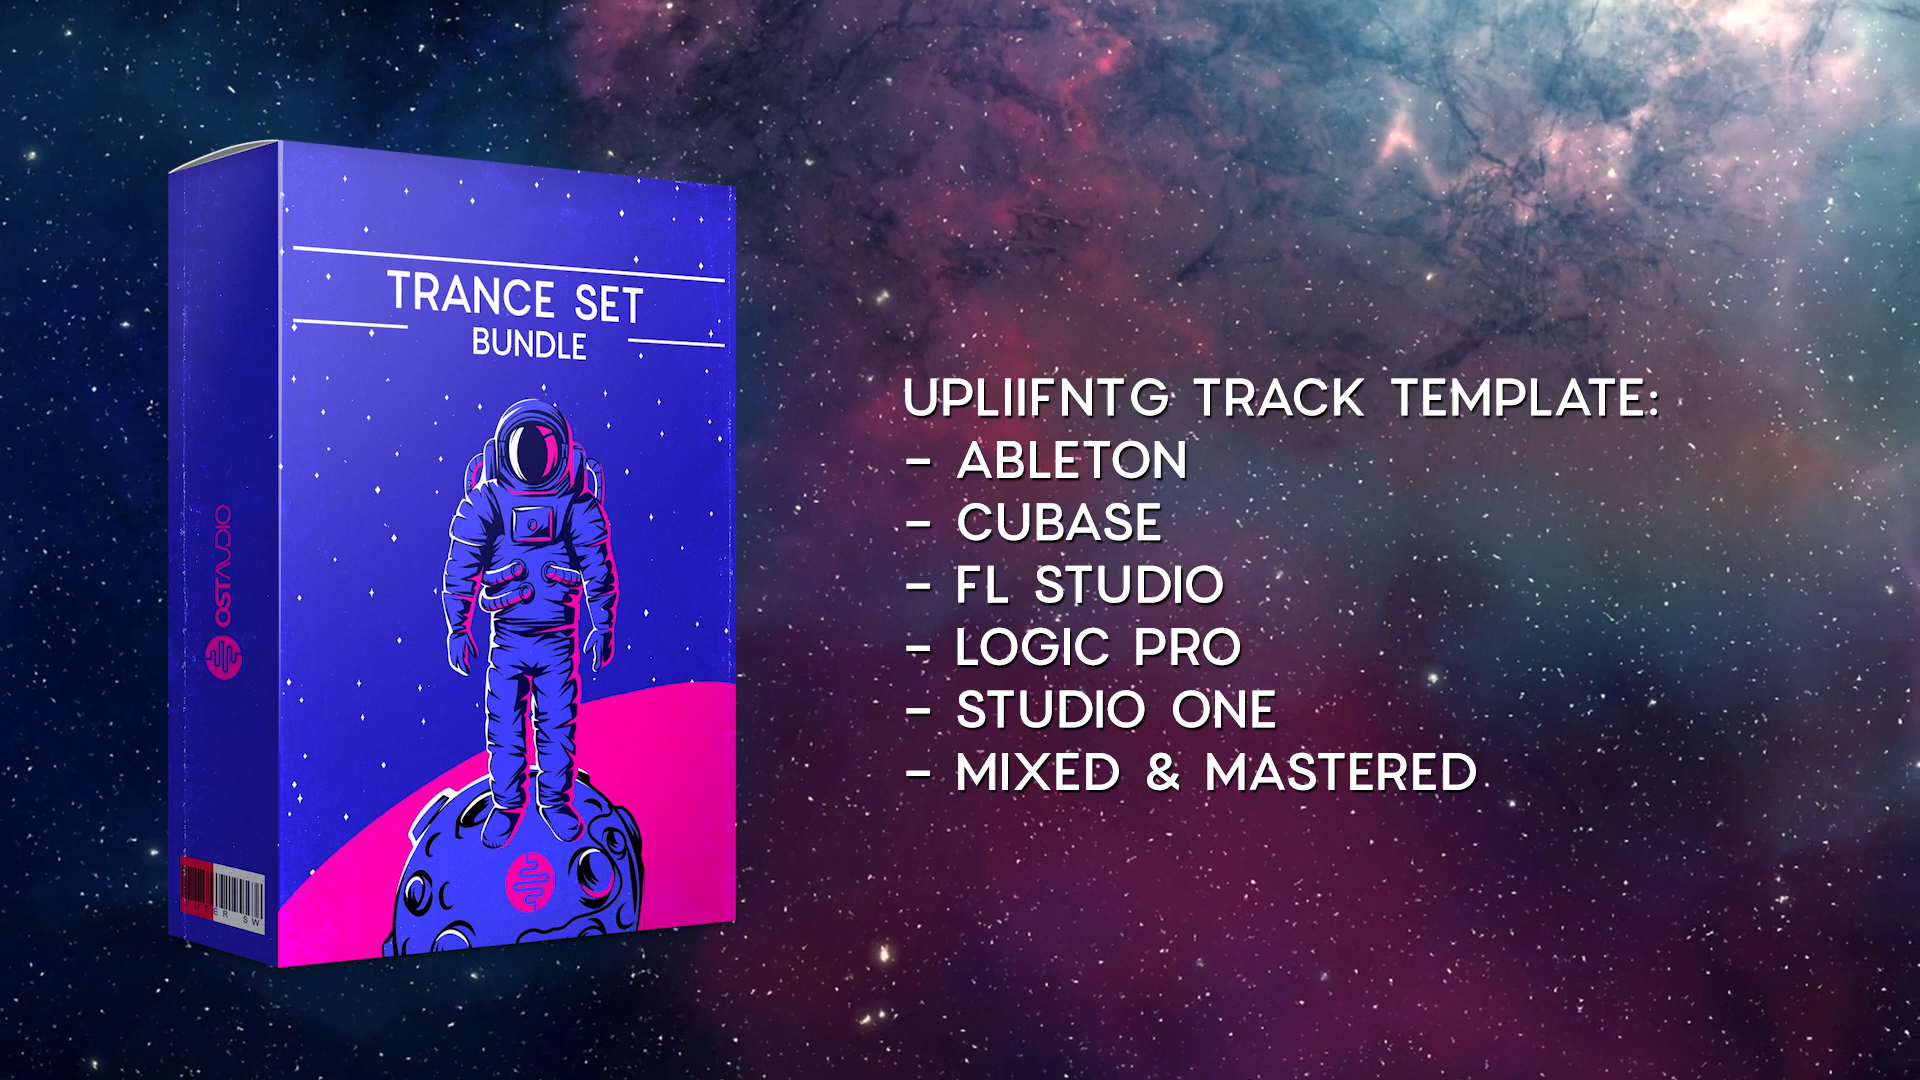 TRANCE SET
BUNDLE
OSTAUDIO
UPLIIFNTG TRACK TEMPLATE:
- ABLETON
- CUBASE
- FL STUDIO
- LOGIC PRO
- STUDIO ONE
- MIXED & MASTERED